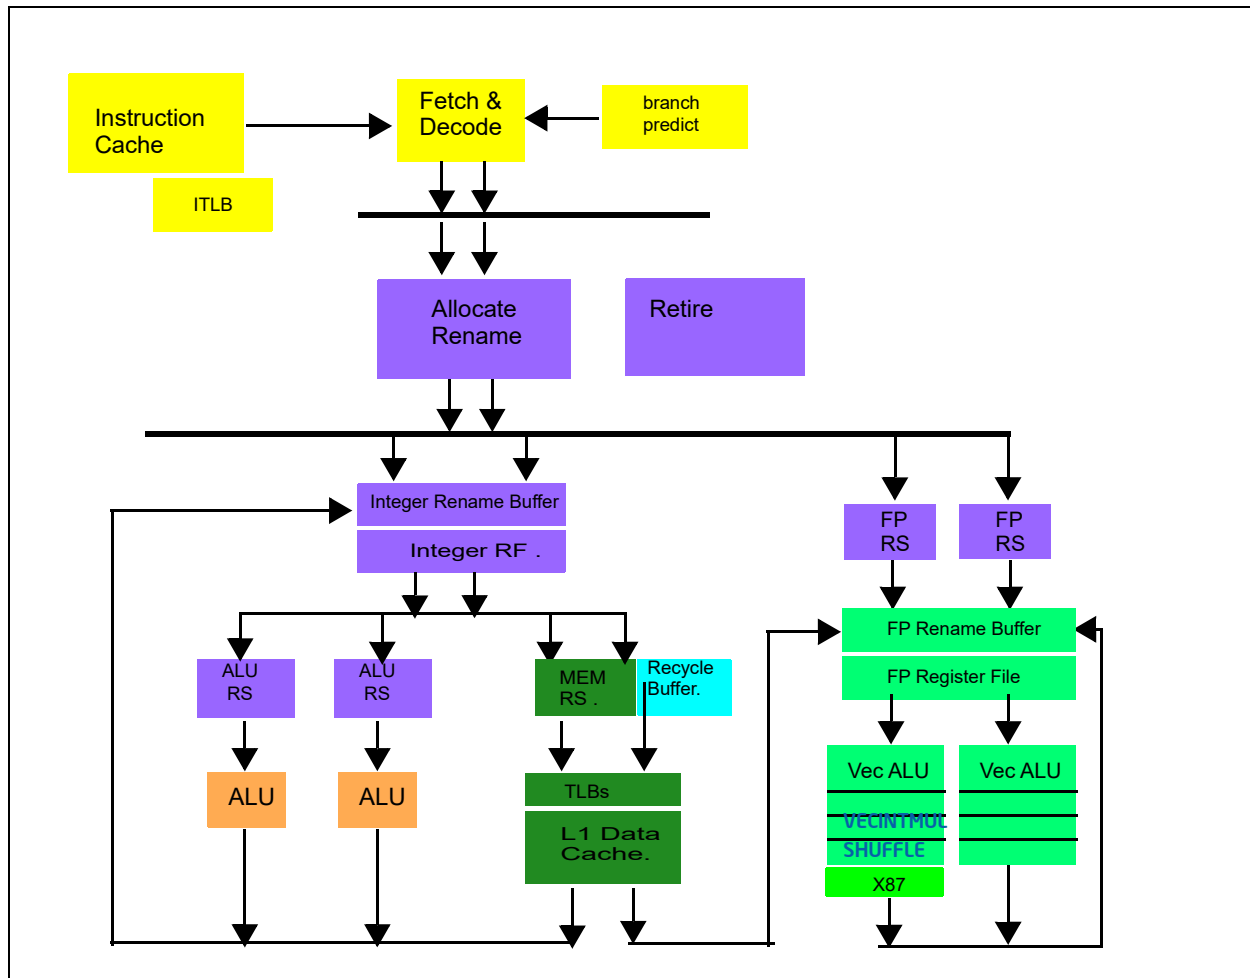 Instruction
Cache
Fetch &
Decode
branch
predict
ITLB
Allocate
Rename
Retire
Integer Rename Buffer
Integer RF .
FP
RS
FP
RS
FP Rename Buffer
FP Register File
ALU
RS
ALU
RS
MEM
RS .
Recycle
Buffer.
ALU
ALU
TLBs
L1 Data
Cache.
Vec ALU
Vec ALU
VECINTMUL
SHUFFLE
X87